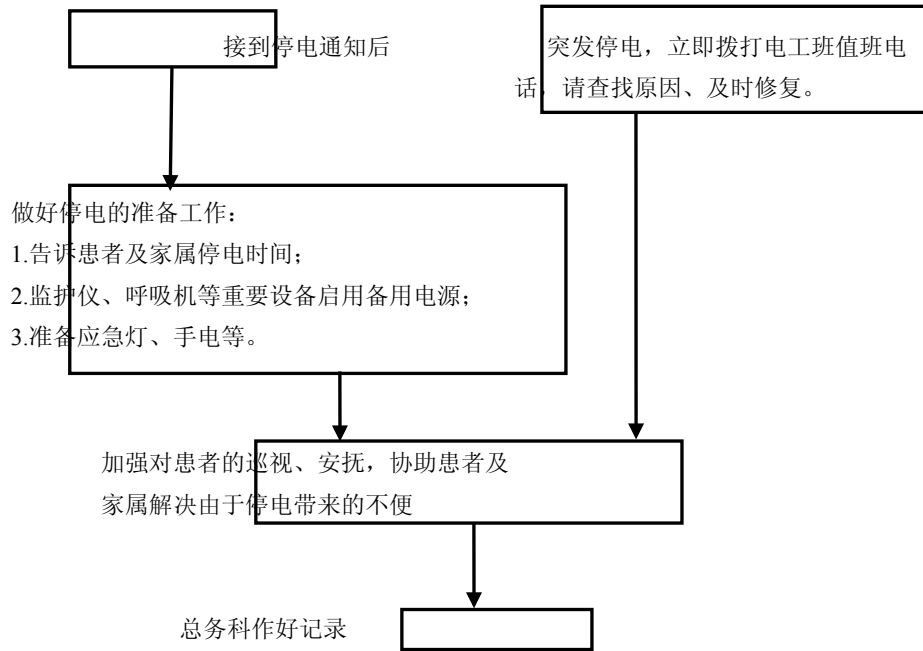 接到停电通知后
突发停电，立即拨打电工班值班电
话，请查找原因、及时修复。
做好停电的准备工作：
1.告诉患者及家属停电时间；
2.监护仪、呼吸机等重要设备启用备用电源；
3.准备应急灯、手电等。
加强对患者的巡视、安抚，协助患者及
家属解决由于停电带来的不便
总务科作好记录